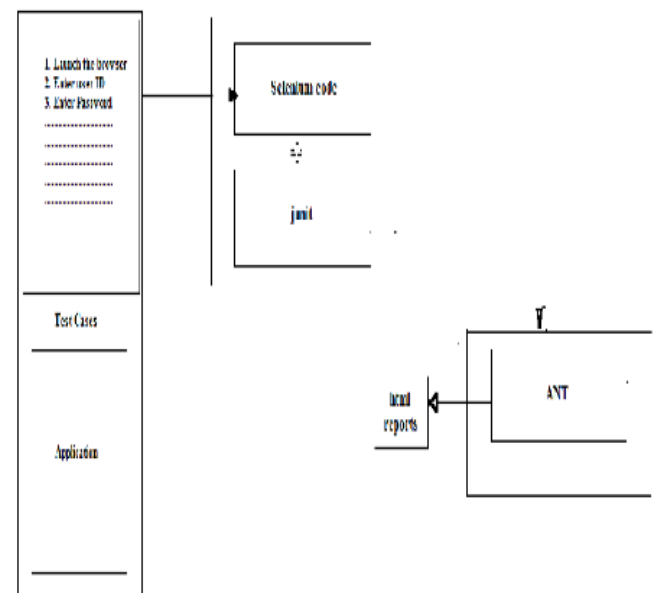 1. Launch the browser
2. Enter user ID
3. Enter Password
Selenium code
+
junit
Test Cases
Application
html
reports
ANT